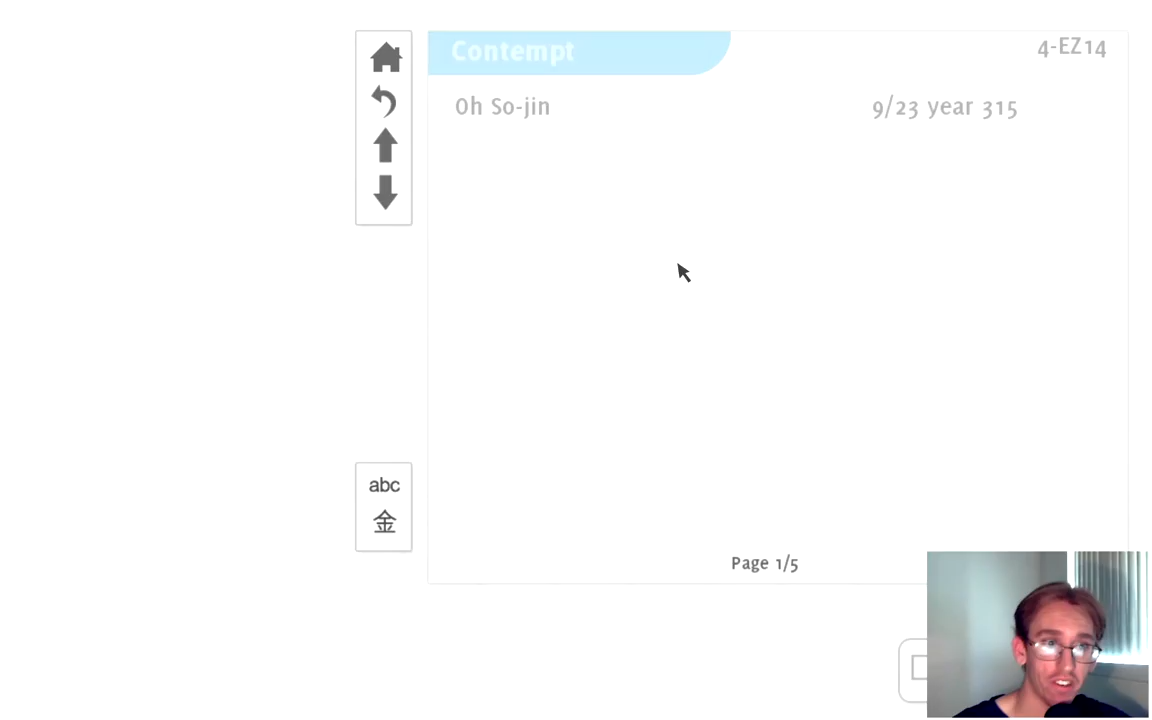 Contempt
4-EZ14
Oh So-jin
9/23 year 315
abc
金
Page 1/5